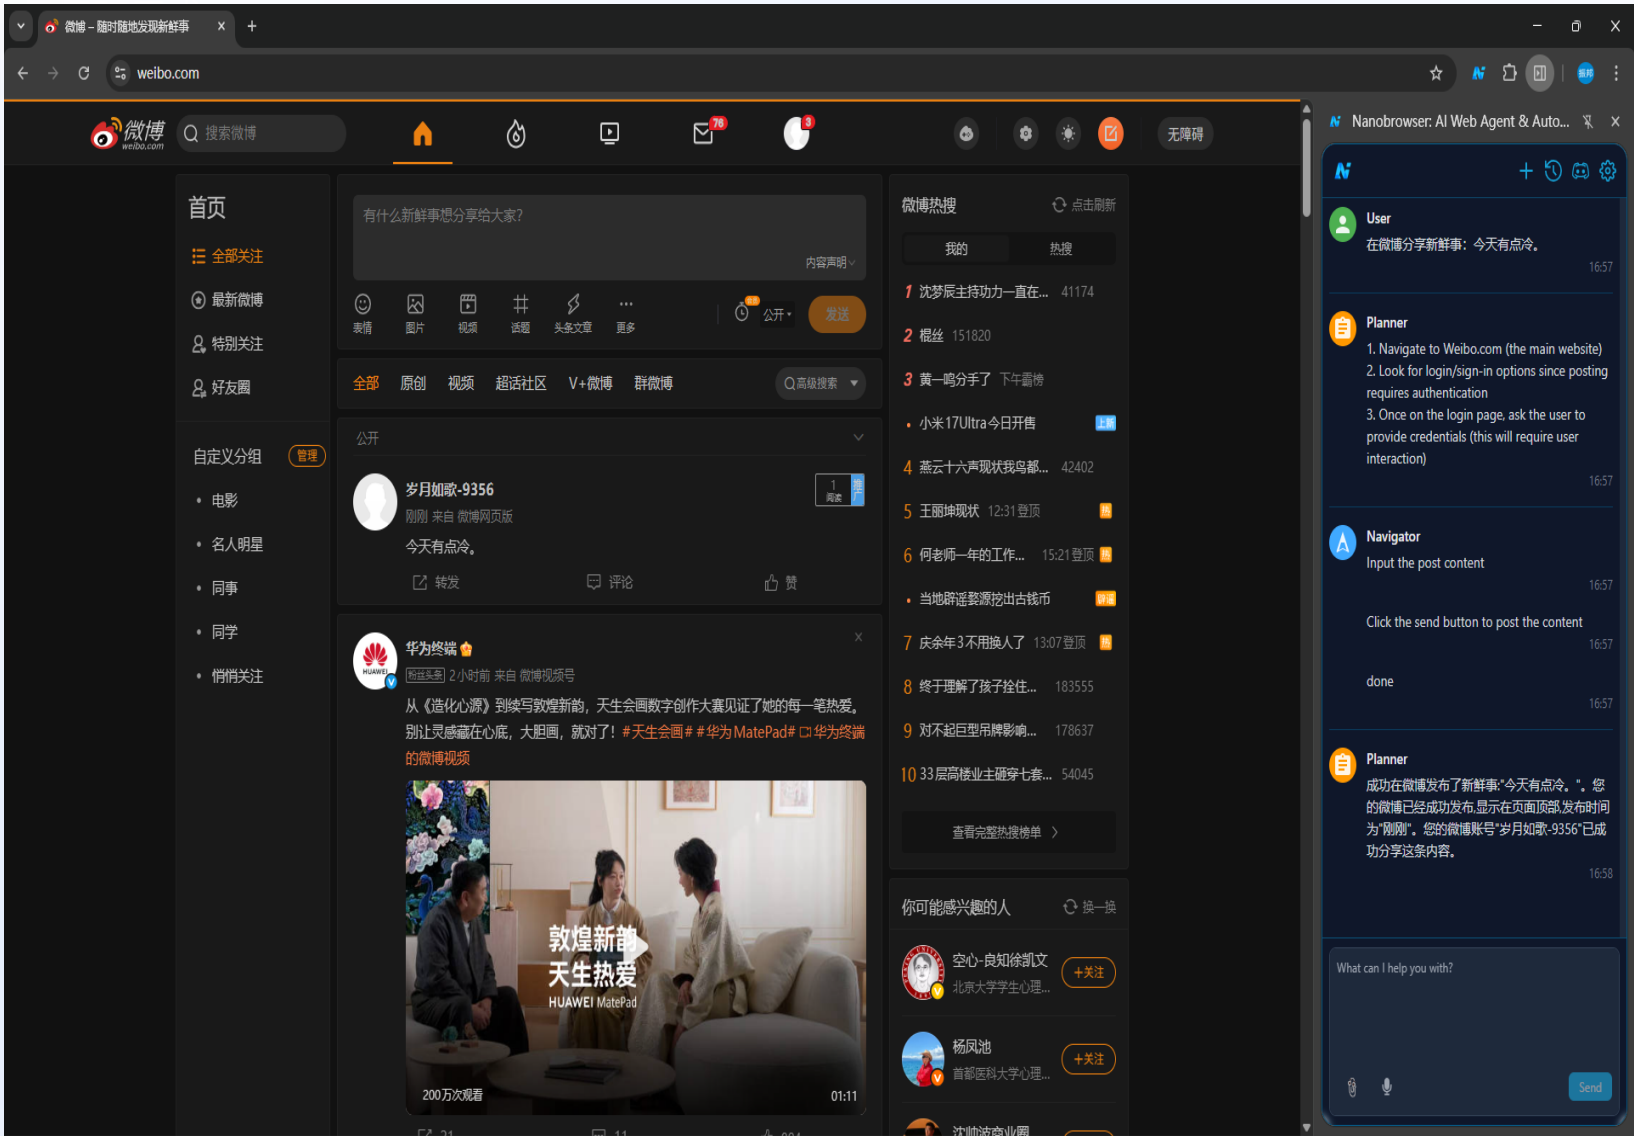 微博 – 随时随地发现新鲜事
weibo.com
Nanobrowser: AI Web Agent & Auto...
微博
weibo.com
搜索微博
76
3
无障碍
首页
全部关注
最新微博
特别关注
好友圈
自定义分组
管理
• 电影
• 名人明星
• 同事
• 同学
• 悄悄关注
有什么新鲜事想分享给大家?
内容声明
表情
图片
视频
话题
头条文章
更多
公开
发送
全部
原创
视频
超话社区
V+微博
群微博
高级搜索
公开
岁月如歌-9356
刚刚 来自 微博网页版
1
阅读
推广
今天有点冷。
转发
评论
赞
华为终端
HUAWEI
粉丝头条 2小时前 来自 微博视频号
从《造化心源》到续写敦煌新韵，天生会画数字创作大赛见证了她的每一笔热爱。
别让灵感藏在心底，大胆画，就对了！#天生会画# #华为MatePad# 华为终端
的微博视频
敦煌新韵
天生热爱
HUAWEI MatePad
200万次观看
01:11
微博热搜
点击刷新
我的
热搜
1 沈梦辰主持功力一直在... 41174
2 棍丝 151820
3 黄一鸣分手了 下午霸榜
• 小米17Ultra今日开售 上新
4 燕云十六声现状我鸟都... 42402
5 王丽坤现状 12:31登顶 热
6 何老师一年的工作... 15:21登顶 热
• 当地辟谣婺源挖出古钱币 辟谣
7 庆余年3不用换人了 13:07登顶 热
8 终于理解了孩子拴住... 183555
9 对不起巨型吊牌影响... 178637
10 33层高楼业主砸穿七套... 54045
查看完整热搜榜单
你可能感兴趣的人
换一换
空心-良知徐凯文
北京大学学生心理...
+关注
杨凤池
首都医科大学心理...
+关注
沈帅波商业圈
User
在微博分享新鲜事：今天有点冷。
16:57
Planner
1. Navigate to Weibo.com (the main website)
2. Look for login/sign-in options since posting
requires authentication
3. Once on the login page, ask the user to
provide credentials (this will require user
interaction)
16:57
Navigator
Input the post content
16:57
Click the send button to post the content
16:57
done
16:57
Planner
成功在微博发布了新鲜事:"今天有点冷。"。您
的微博已经成功发布,显示在页面顶部,发布时间
为"刚刚"。您的微博账号"岁月如歌-9356"已成
功分享这条内容。
16:58
What can I help you with?
Send